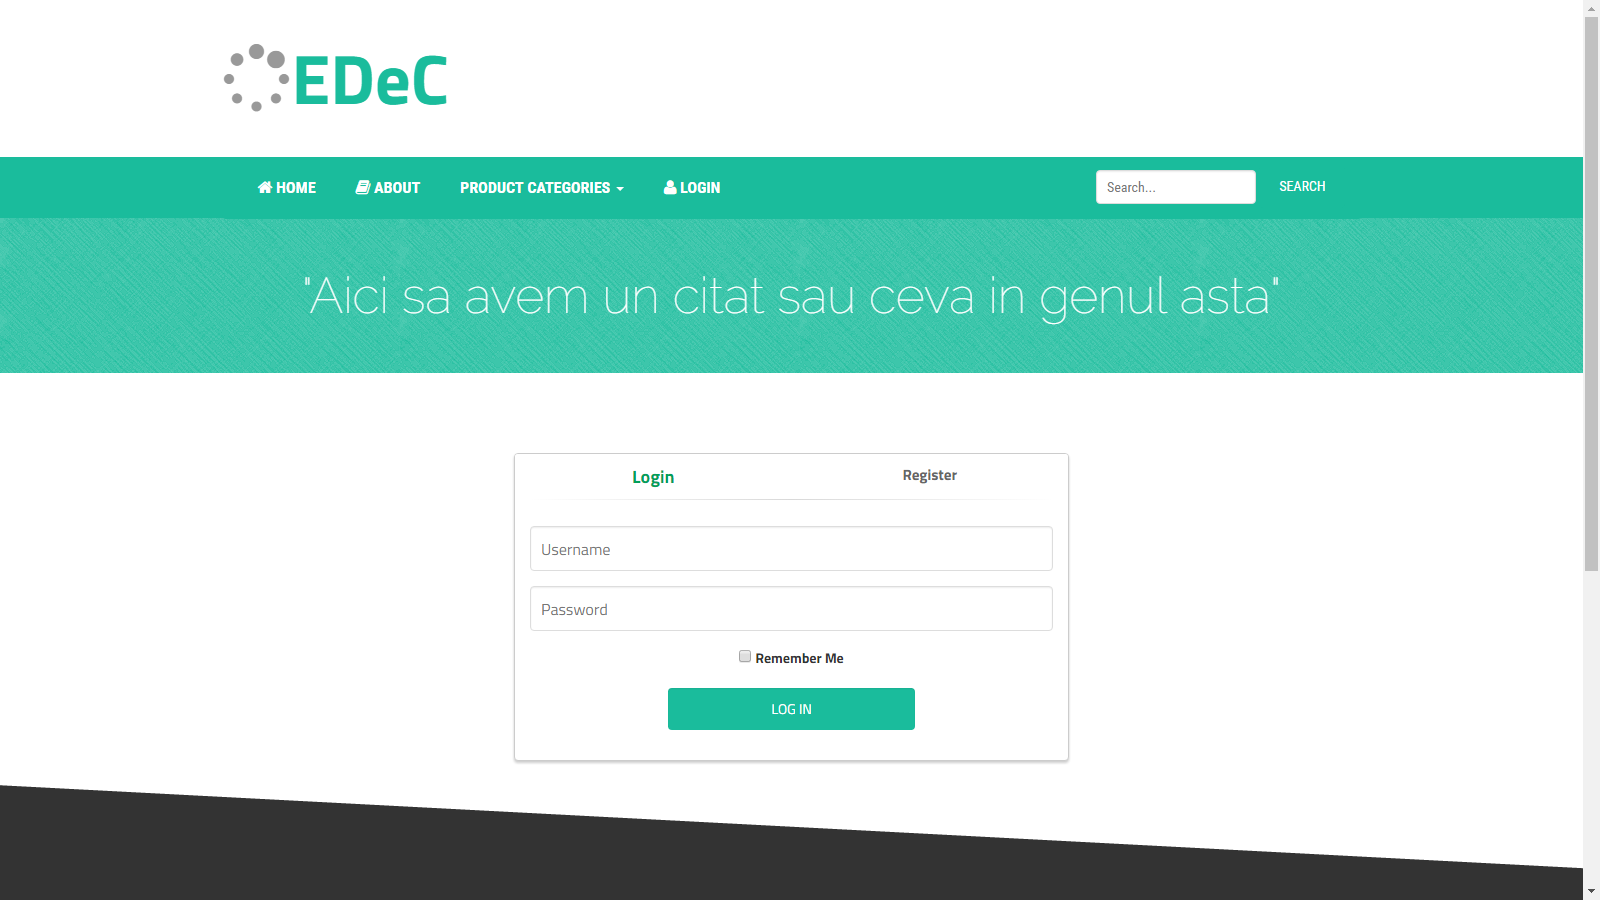 EDeC
HOME ABOUT PRODUCT CATEGORIES LOGIN Search... SEARCH
"Aici sa avem un citat sau ceva in genul asta"
Login Register
Username
Password
Remember Me
LOG IN